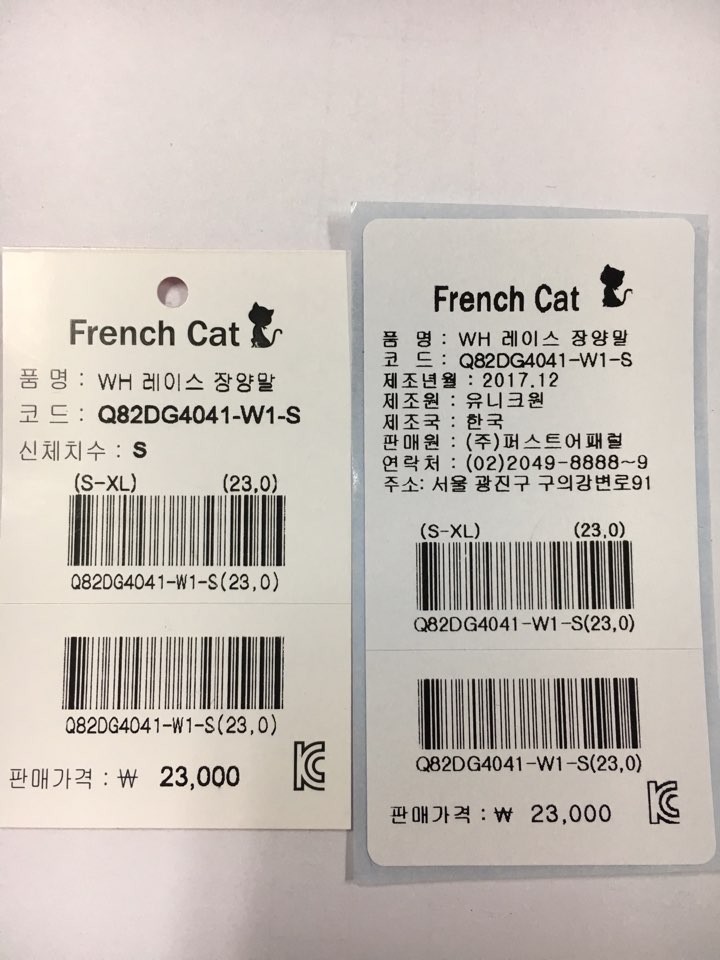 French Cat
품 명 : WH 레이스 장양말
코 드 : Q82DG4041-W1-S
신체치수 : S
(S-XL) (23,0)
Q82DG4041-W1-S(23,0)
Q82DG4041-W1-S(23,0)
판매가격 : ₩ 23,000
KC
French Cat
품 명 : WH 레이스 장양말
코 드 : Q82DG4041-W1-S
제조년월 : 2017.12
제조원 : 유니크원
제조국 : 한국
판매원 : (주)퍼스트어패럴
연락처 : (02)2049-8888~9
주소: 서울 광진구 구의강변로91
(S-XL) (23,0)
Q82DG4041-W1-S(23,0)
Q82DG4041-W1-S(23,0)
판매가격 : ₩ 23,000
KC